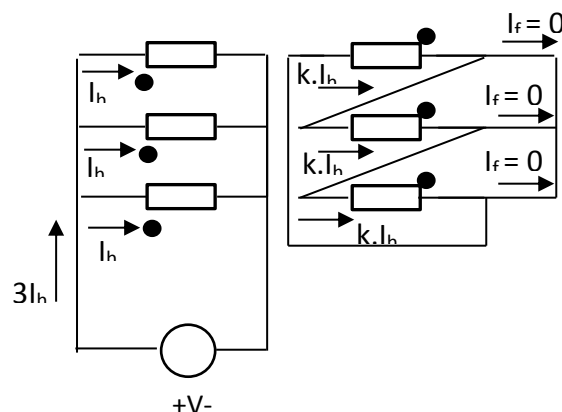 I_f = 0
I_h
k.I_h
I_f = 0
I_h
k.I_h
I_f = 0
I_h
k.I_h
3I_h
+V-